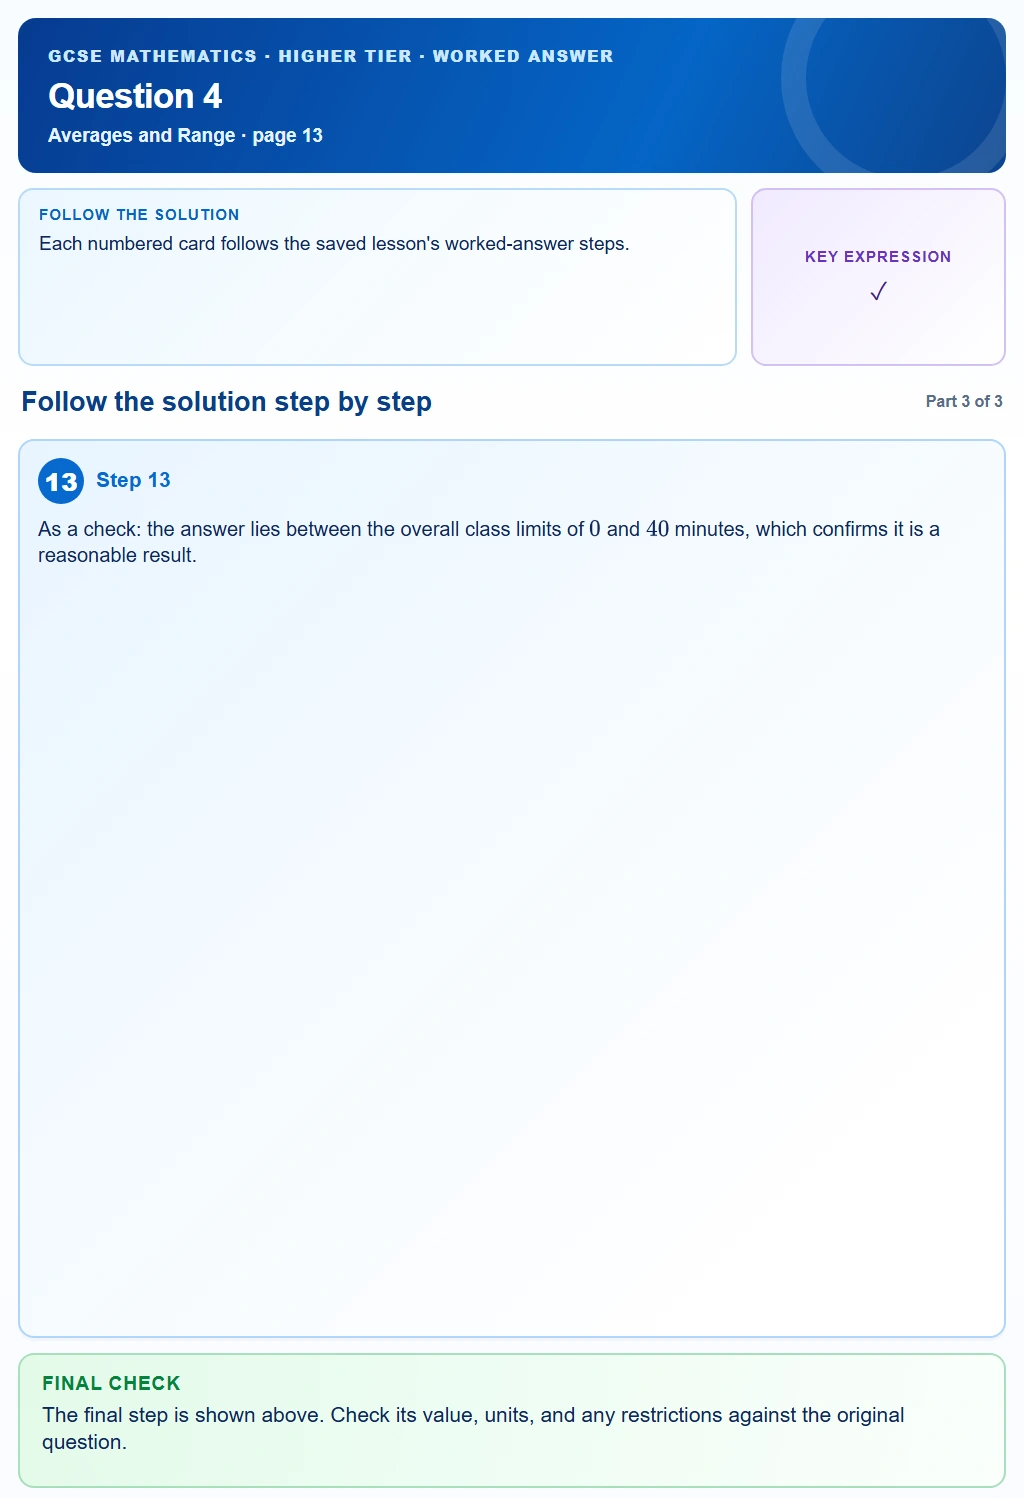 GCSE MATHEMATICS · HIGHER TIER · WORKED ANSWER
Question 4
Averages and Range · page 13
FOLLOW THE SOLUTION
Each numbered card follows the saved lesson's worked-answer steps.
KEY EXPRESSION
✓
Follow the solution step by step
Part 3 of 3
13 Step 13
As a check: the answer lies between the overall class limits of 0 and 40 minutes, which confirms it is a
reasonable result.
FINAL CHECK
The final step is shown above. Check its value, units, and any restrictions against the original
question.